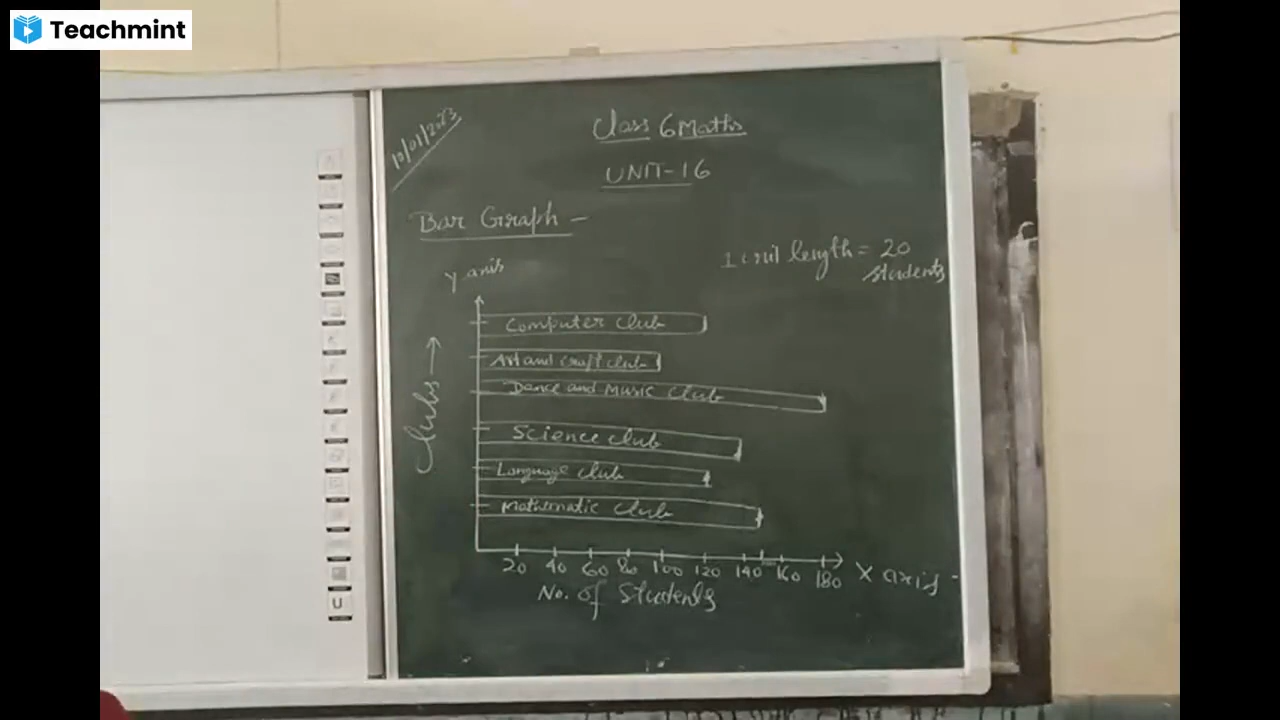 Teachmint
10/01/2023
Class 6 Maths
UNIT-16
Bar Graph -
1 unit length = 20
students
y axis
Clubs →
Computer club
Art and craft club
Dance and Music club
Science club
Language club
Mathematic club
20 40 60 80 100 120 140 160 180 X axis
No. of Students
U